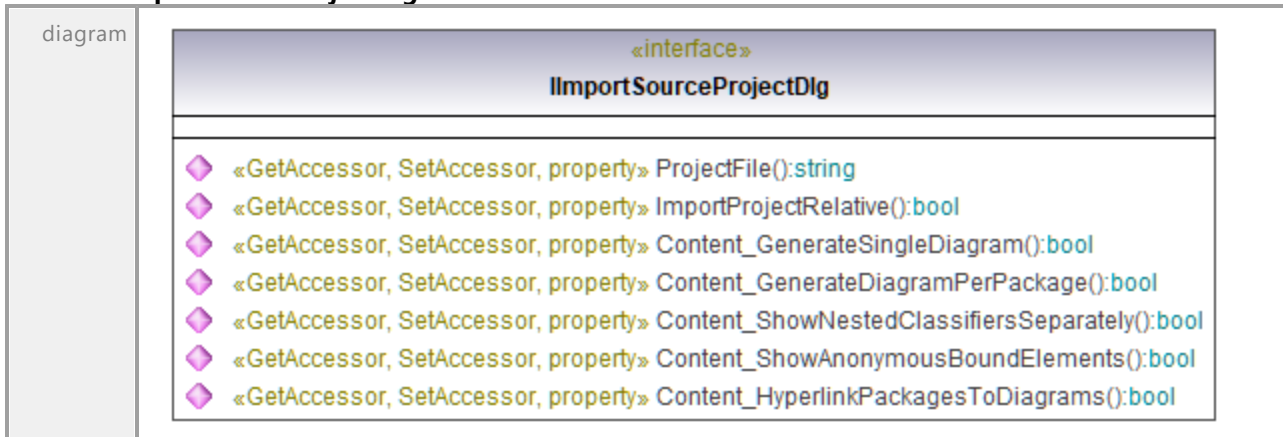 diagram
«interface»
IImportSourceProjectDlg
«GetAccessor, SetAccessor, property» ProjectFile():string
«GetAccessor, SetAccessor, property» ImportProjectRelative():bool
«GetAccessor, SetAccessor, property» Content_GenerateSingleDiagram():bool
«GetAccessor, SetAccessor, property» Content_GenerateDiagramPerPackage():bool
«GetAccessor, SetAccessor, property» Content_ShowNestedClassifiersSeparately():bool
«GetAccessor, SetAccessor, property» Content_ShowAnonymousBoundElements():bool
«GetAccessor, SetAccessor, property» Content_HyperlinkPackagesToDiagrams():bool